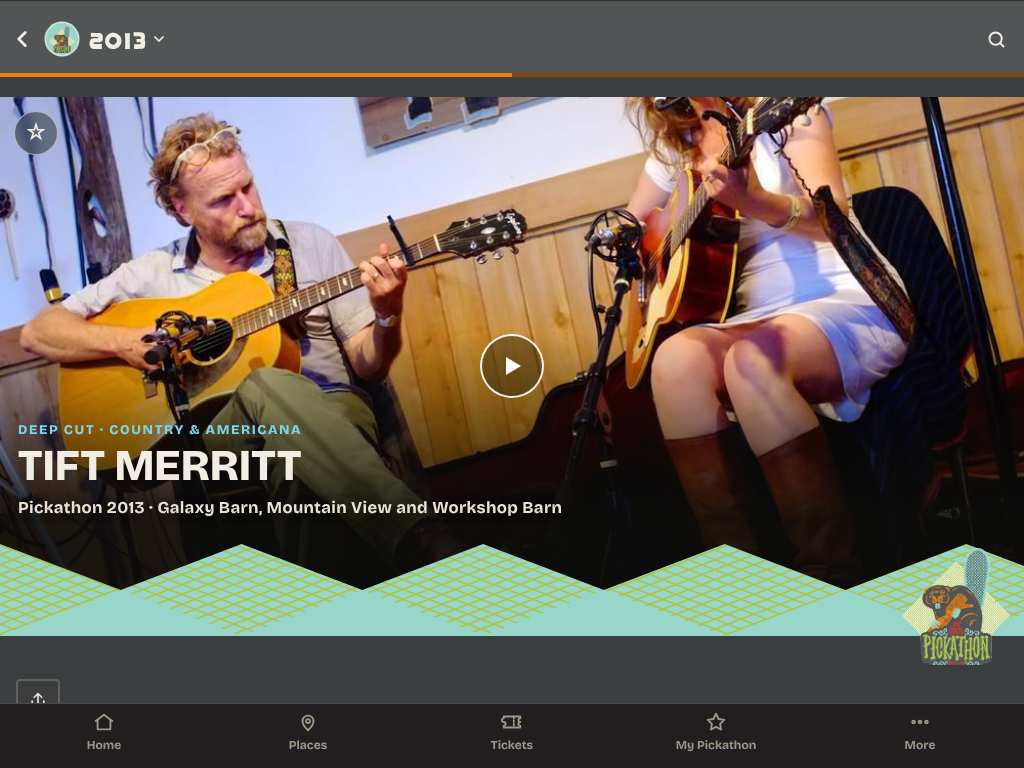 2013
DEEP CUT · COUNTRY & AMERICANA
TIFT MERRITT
Pickathon 2013 · Galaxy Barn, Mountain View and Workshop Barn
PICKATHON
Home
Places
Tickets
My Pickathon
More